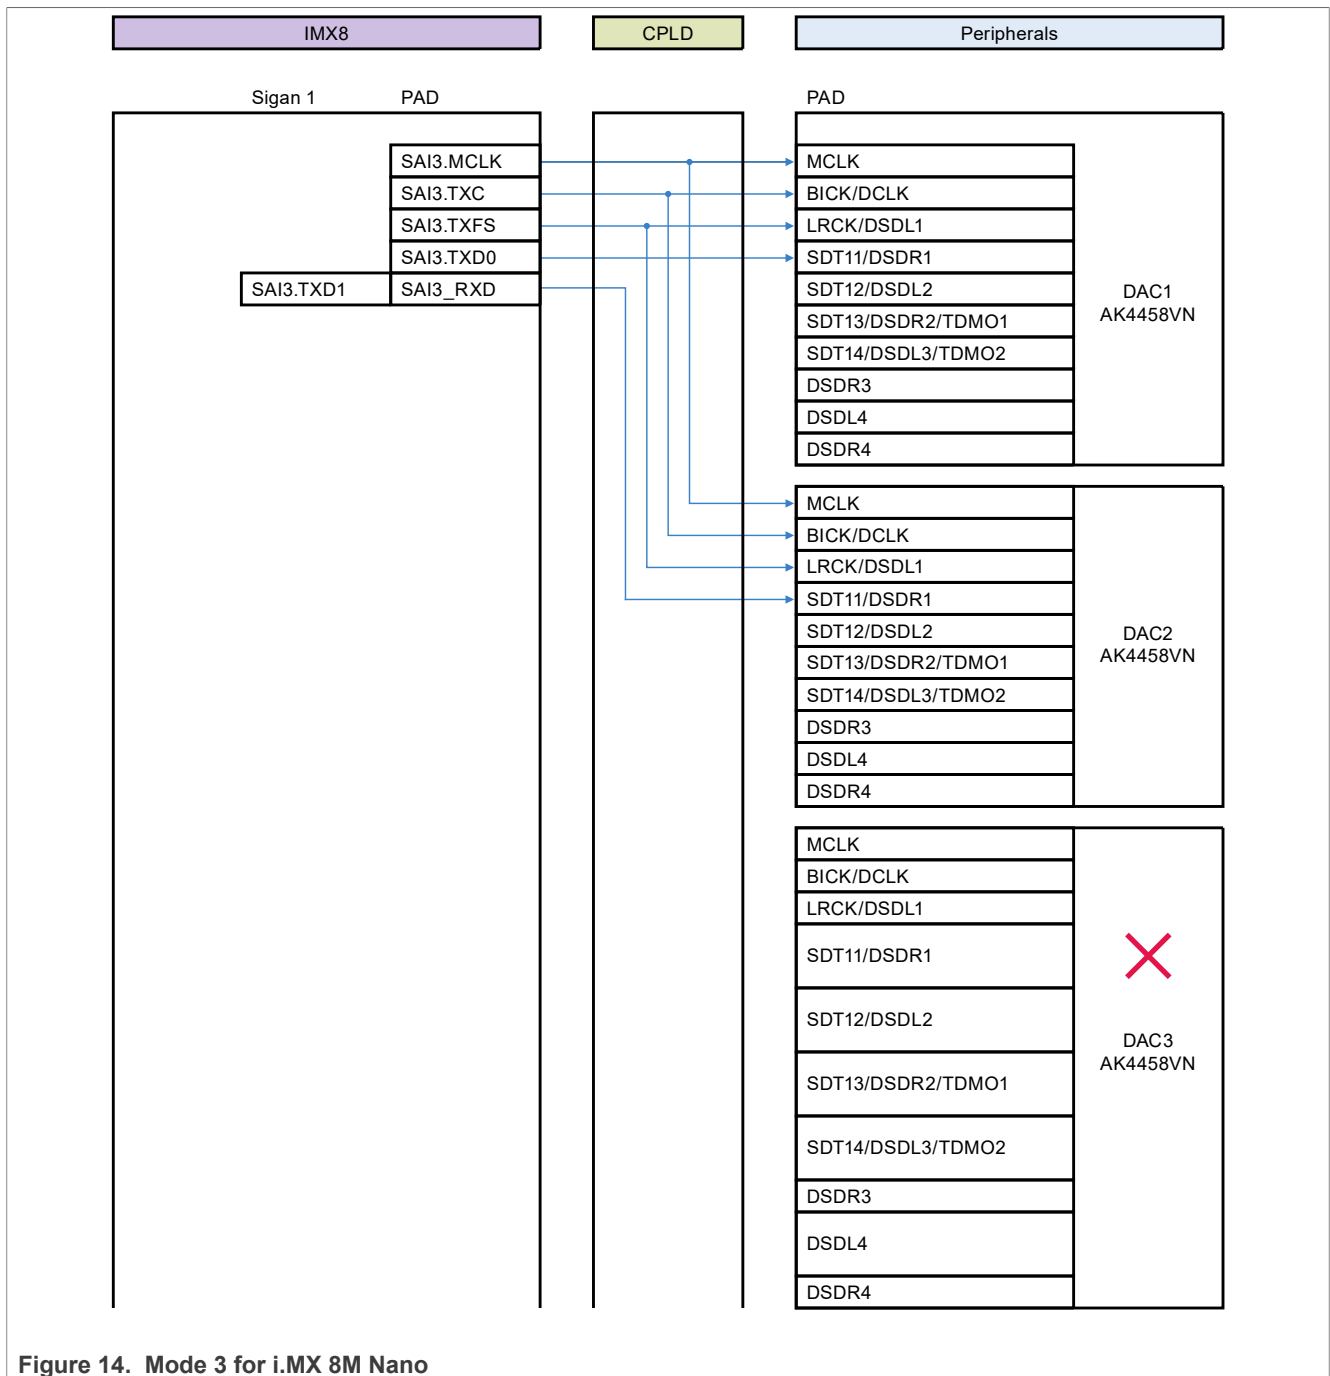 IMX8
CPLD
Peripherals
Sigan 1
PAD
PAD
SAI3.MCLK
SAI3.TXC
SAI3.TXFS
SAI3.TXD0
SAI3.TXD1
SAI3_RXD
MCLK
BICK/DCLK
LRCK/DSDL1
SDT11/DSDR1
SDT12/DSDL2
SDT13/DSDR2/TDMO1
SDT14/DSDL3/TDMO2
DSDR3
DSDL4
DSDR4
DAC1
AK4458VN
MCLK
BICK/DCLK
LRCK/DSDL1
SDT11/DSDR1
SDT12/DSDL2
SDT13/DSDR2/TDMO1
SDT14/DSDL3/TDMO2
DSDR3
DSDL4
DSDR4
DAC2
AK4458VN
MCLK
BICK/DCLK
LRCK/DSDL1
SDT11/DSDR1
SDT12/DSDL2
SDT13/DSDR2/TDMO1
SDT14/DSDL3/TDMO2
DSDR3
DSDL4
DSDR4
DAC3
AK4458VN
Figure 14. Mode 3 for i.MX 8M Nano